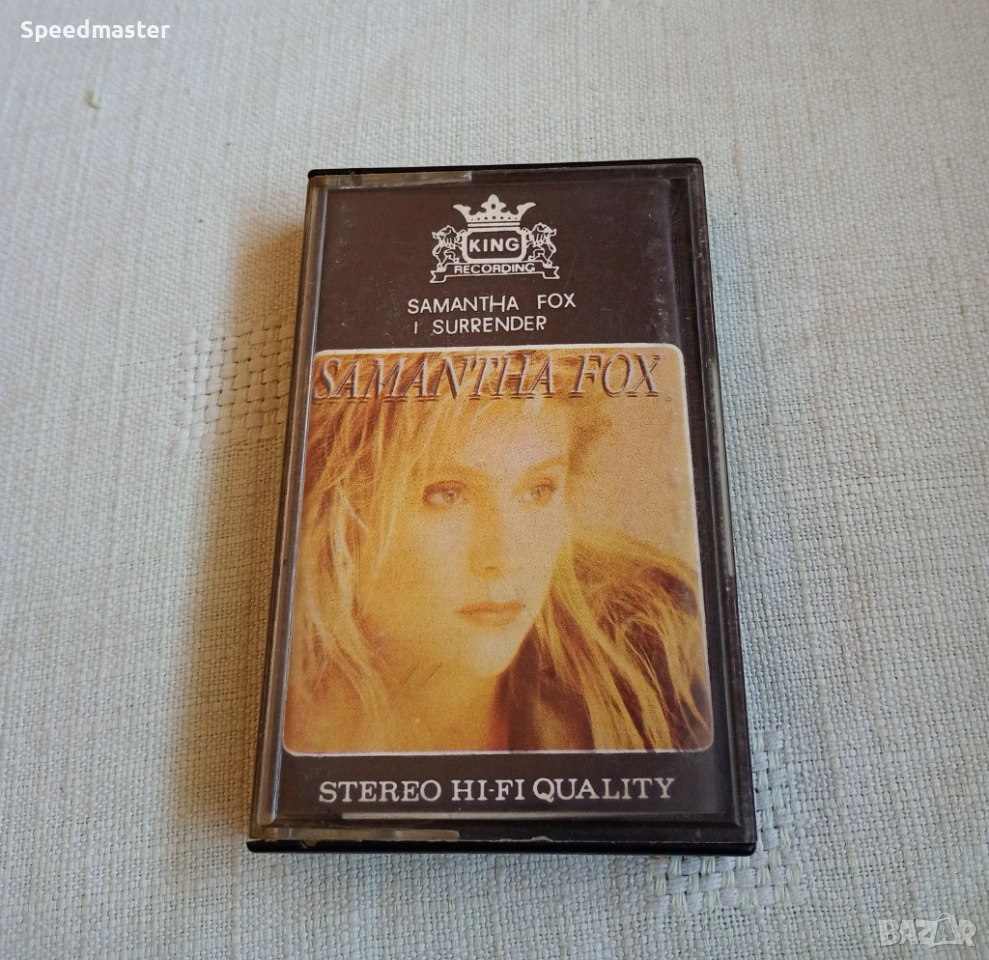 Speedmaster
KING
RECORDING
SAMANTHA FOX
I SURRENDER
SAMANTHA FOX
STEREO HI-FI QUALITY
BAZAR